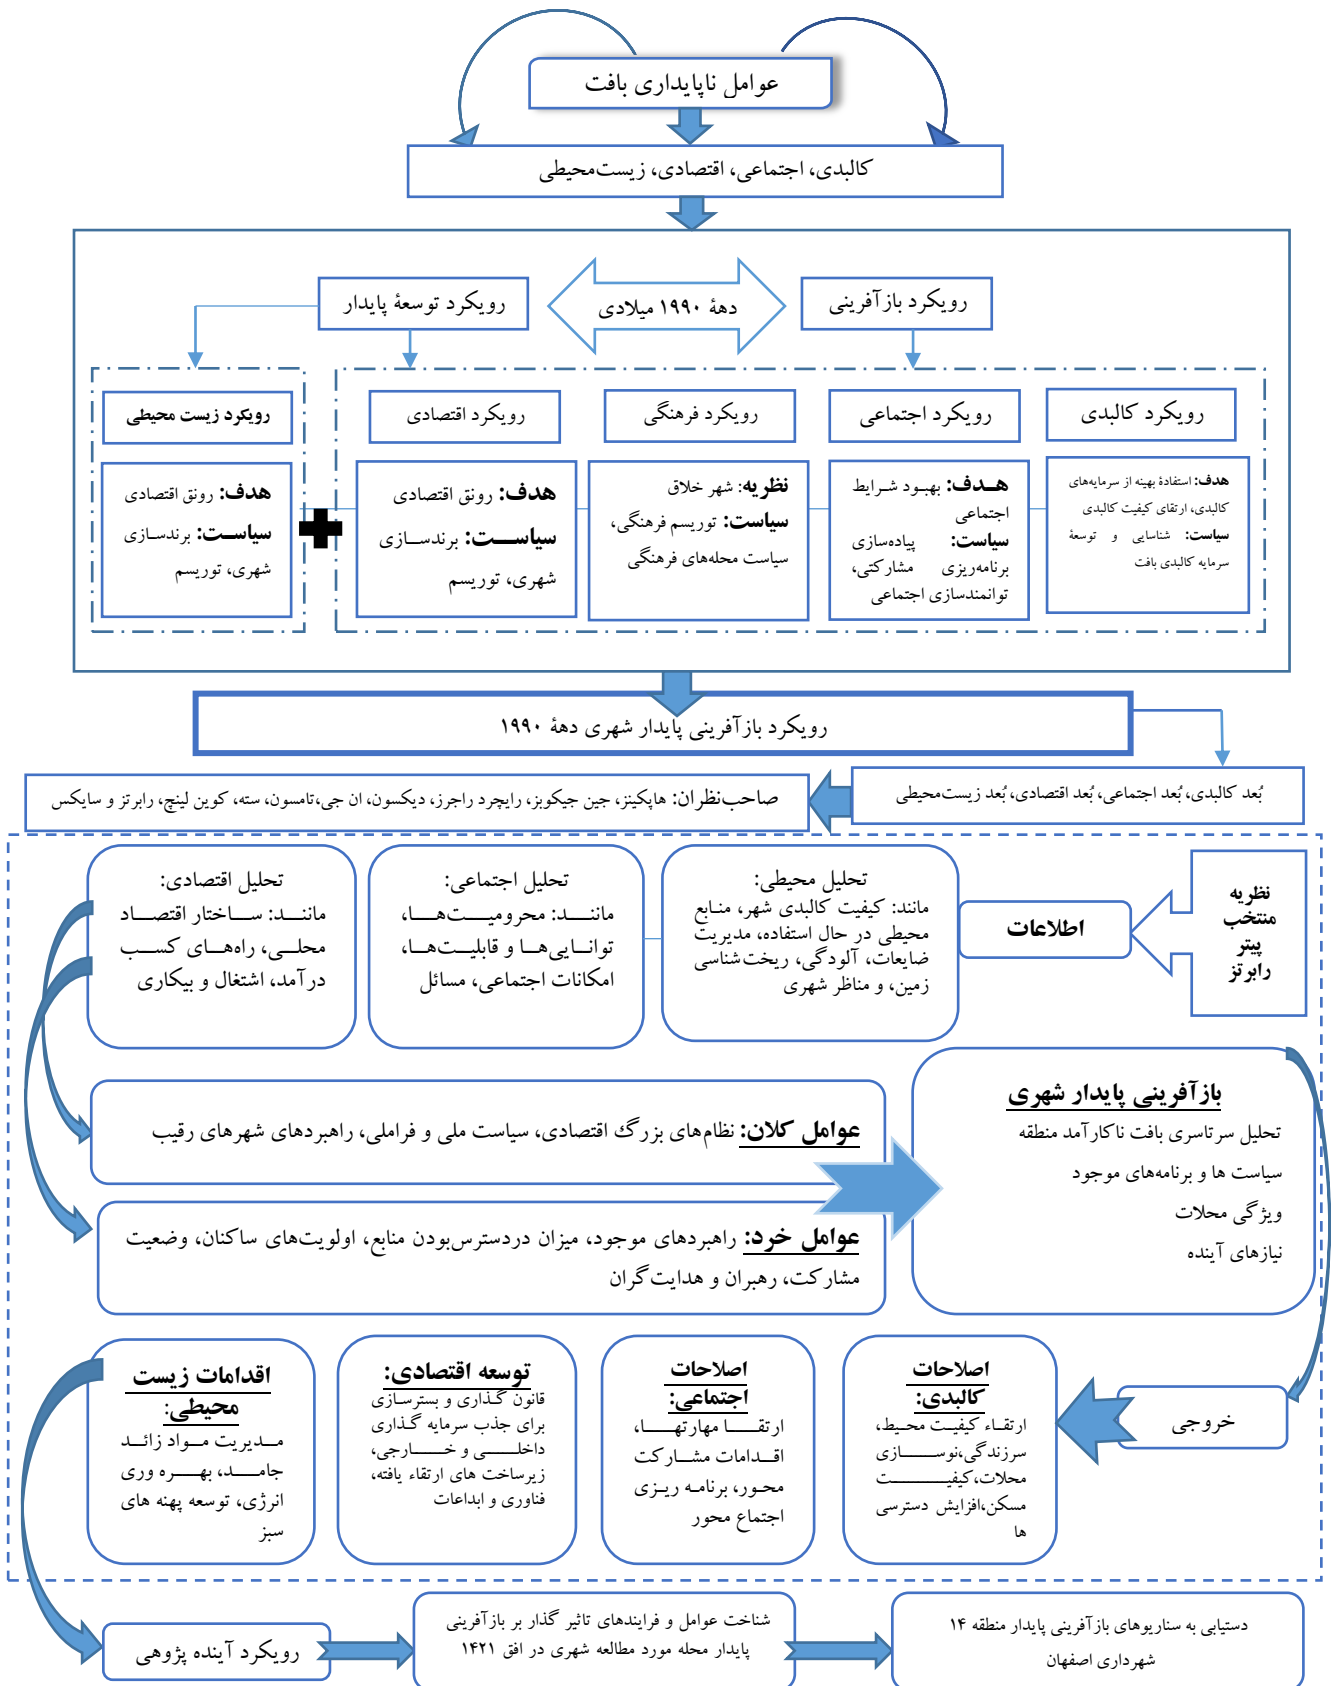 عوامل ناپایداری بافت
کالبدی، اجتماعی، اقتصادی، زیست‌محیطی
رویکرد بازآفرینی
دههٔ ۱۹۹۰ میلادی
رویکرد توسعهٔ پایدار
رویکرد کالبدی
رویکرد اجتماعی
رویکرد فرهنگی
رویکرد اقتصادی
رویکرد زیست محیطی
هدف: استفادهٔ بهینه از سرمایه‌های
کالبدی، ارتقای کیفیت کالبدی
سیاست: شناسایی و توسعهٔ
سرمایه کالبدی بافت
هـدف: بهبود شرایط
اجتماعی
سیاست: پیاده‌سازی
برنامه‌ریزی مشارکتی،
توانمندسازی اجتماعی
نظریه: شهر خلاق
سیاست: توریسم فرهنگی،
سیاست محله‌های فرهنگی
هدف: رونق اقتصادی
سیاست: برندسازی
شهری، توریسم
هدف: رونق اقتصادی
سیاست: برندسازی
شهری، توریسم
رویکرد بازآفرینی پایدار شهری دههٔ ۱۹۹۰
بُعد کالبدی، بُعد اجتماعی، بُعد اقتصادی، بُعد زیست‌محیطی
صاحب‌نظران: هاپکینز، جین جیکوبز، رایچرد راجرز، دیکسون، ان جی،تامسون، سته، کوین لینچ، رابرتز و سایکس
نظریه
منتخب
پیتر
رابرتز
اطلاعات
تحلیل محیطی:
مانند: کیفیت کالبدی شهر، منابع
محیطی در حال استفاده، مدیریت
ضایعات، آلودگی، ریخت‌شناسی
زمین، و مناظر شهری
تحلیل اجتماعی:
مانند: محرومیت‌ها،
توانایی‌ها و قابلیت‌ها،
امکانات اجتماعی، مسائل
تحلیل اقتصادی:
مانند: ساختار اقتصاد
محلی، راه‌های کسب
درآمد، اشتغال و بیکاری
بازآفرینی پایدار شهری
تحلیل سرتاسری بافت ناکارآمد منطقه
سیاست ها و برنامه‌های موجود
ویژگی محلات
نیازهای آینده
عوامل کلان: نظام‌های بزرگ اقتصادی، سیاست ملی و فراملی، راهبردهای شهرهای رقیب
عوامل خرد: راهبردهای موجود، میزان دردسترس‌بودن منابع، اولویت‌های ساکنان، وضعیت
مشارکت، رهبران و هدایت‌گران
خروجی
اصلاحات
کالبدی:
ارتقاء کیفیت محیط،
سرزندگی،نوسازی
محلات،کیفیت
مسکن،افزایش دسترسی
ها
اصلاحات
اجتماعی:
ارتقا مهارتها،
اقدامات مشارکت
محور، برنامه ریزی
اجتماع محور
توسعه اقتصادی:
قانون گذاری و بسترسازی
برای جذب سرمایه گذاری
داخلی و خارجی،
زیرساخت های ارتقاء یافته،
فناوری و ابداعات
اقدامات زیست
محیطی:
مدیریت مواد زائد
جامد، بهره وری
انرژی، توسعه پهنه های
سبز
رویکرد آینده پژوهی
شناخت عوامل و فرایندهای تاثیر گذار بر بازآفرینی
پایدار محله مورد مطالعه شهری در افق ۱۴۲۱
دستیابی به سناریوهای بازآفرینی پایدار منطقه ۱۴
شهرداری اصفهان